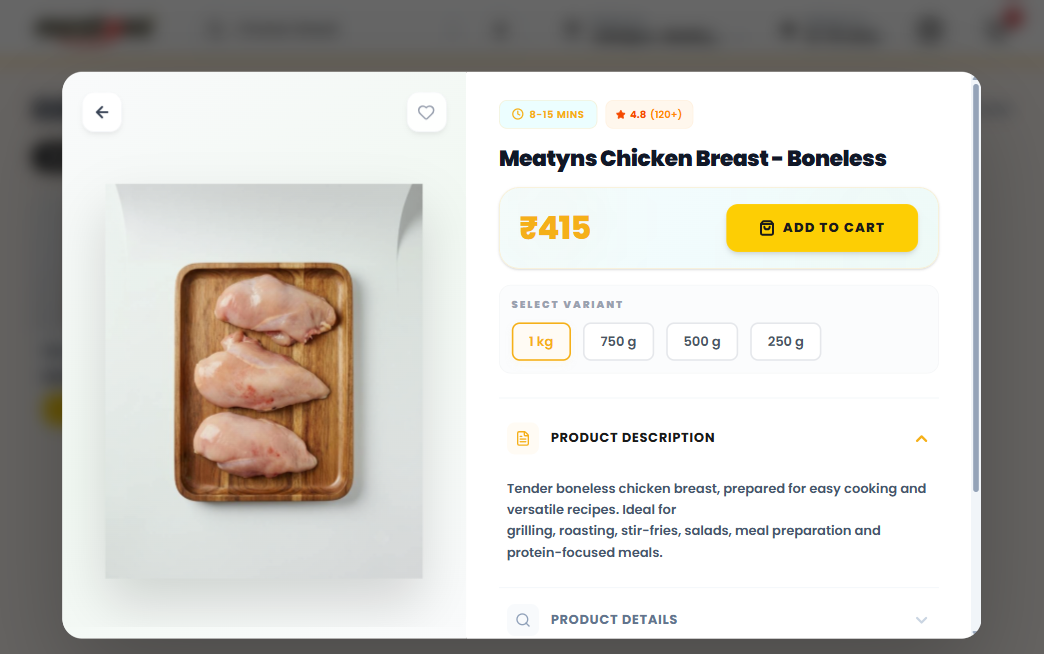 8-15 MINS
4.8 (120+)
Meatyns Chicken Breast - Boneless
₹415
ADD TO CART
SELECT VARIANT
1 kg
750 g
500 g
250 g
PRODUCT DESCRIPTION
Tender boneless chicken breast, prepared for easy cooking and
versatile recipes. Ideal for
grilling, roasting, stir-fries, salads, meal preparation and
protein-focused meals.
PRODUCT DETAILS